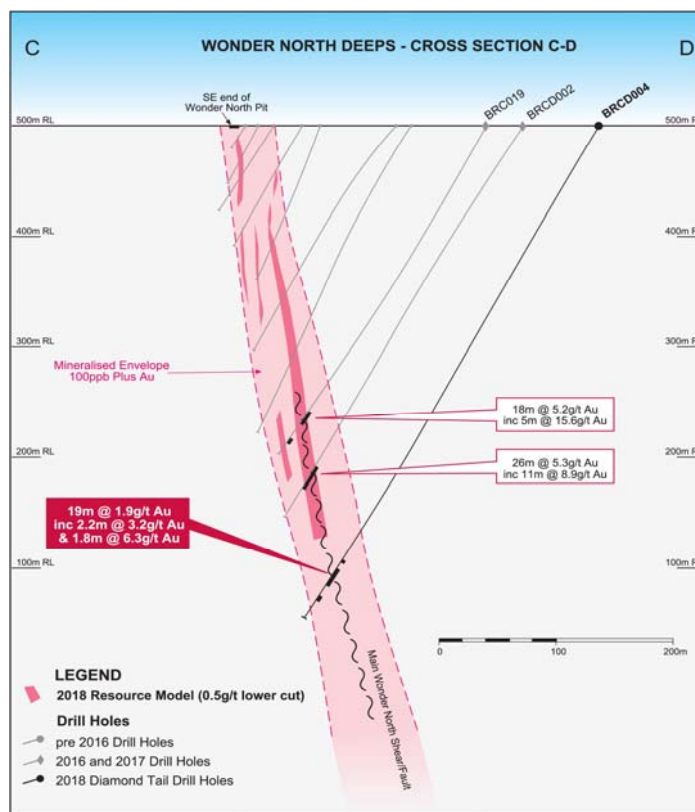 C
WONDER NORTH DEEPS - CROSS SECTION C-D
D
SE end of
Wonder North Pit
BRC019
BRCD002
BRCD004
500m RL
500m RL
400m RL
400m RL
300m RL
300m RL
Mineralised Envelope
100ppb Plus Au
18m @ 5.2g/t Au
inc 5m @ 15.6g/t Au
200m RL
200m RL
26m @ 5.3g/t Au
inc 11m @ 8.9g/t Au
19m @ 1.9g/t Au
inc 2.2m @ 3.2g/t Au
& 1.8m @ 6.3g/t Au
100m RL
100m RL
0
100
200m
Main Wonder North Shear/Fault
LEGEND
2018 Resource Model (0.5g/t lower cut)
Drill Holes
pre 2016 Drill Holes
2016 and 2017 Drill Holes
2018 Diamond Tail Drill Holes